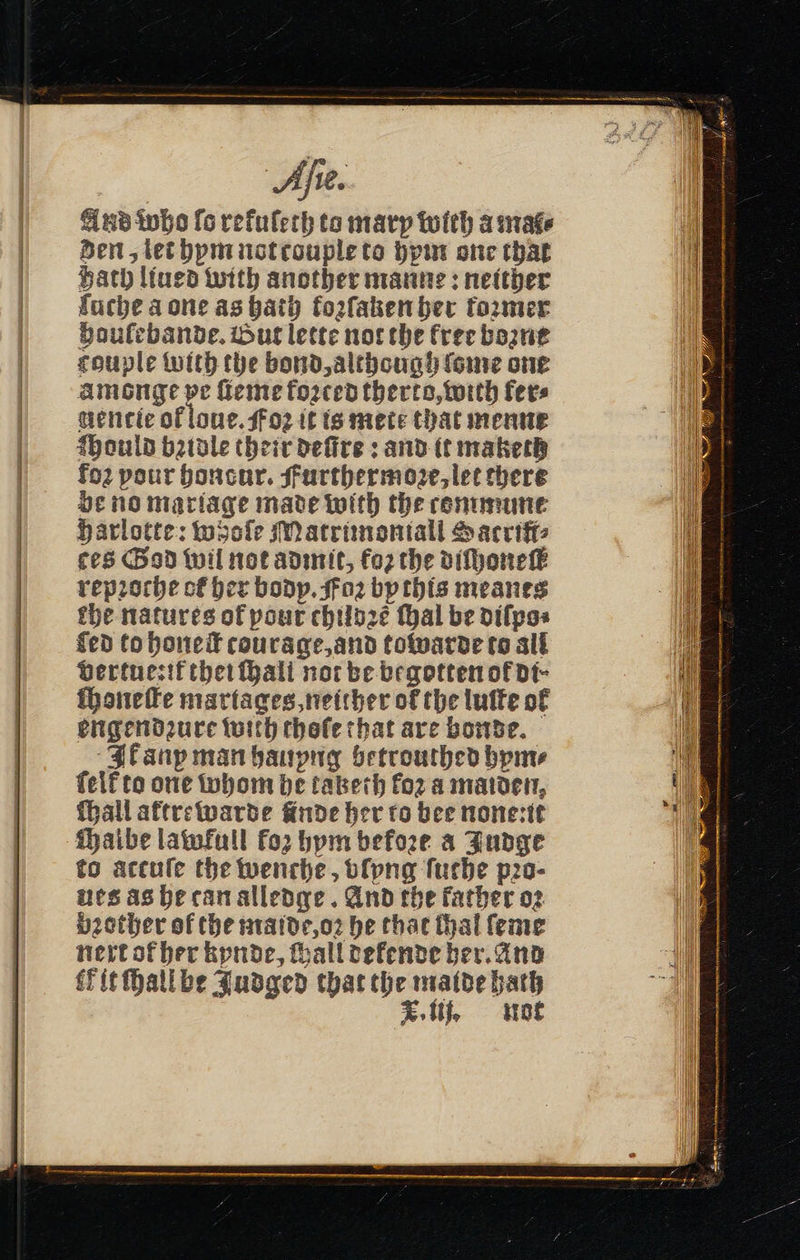 329
Asie.
And who so refuseth to mary with a mai-
den, let hym not couple to hym one that
hath liued with another manne: neither
suche a one as hath forsaken her former
housebande. But lette not the free borne
couple with the bond, although some one
amonge ye sieme forced therto, with fer-
uencie of loue. For it is mete that menne
should bridle their desire: and it maketh
for your honour. Furthermore, let there
be no mariage made with the commune
harlotte: whose Matrimoniall Sacrifi-
ces God wil not admit, for the dishonest
reproche of her body. For by this meanes
the natures of your childrē shal be dispo-
sed to honest courage, and towarde to all
vertue: if thei shall not be begotten of di-
shoneste mariages, neither of the luste of
engendrure with those that are bonde.
If any man hauyng betrouthed hym-
self to one whom he taketh for a maiden,
shall aftrewarde finde her to bee none: it
shalbe lawfull for hym before a Iudge
to accuse the wenche, vsyng suche pro-
ues as he can alledge. And the father or
brother of the maide, or he that shal seme
next of her kynde, shall defende her. And
if it shall be Iudged that the maide hath
X.iij. not